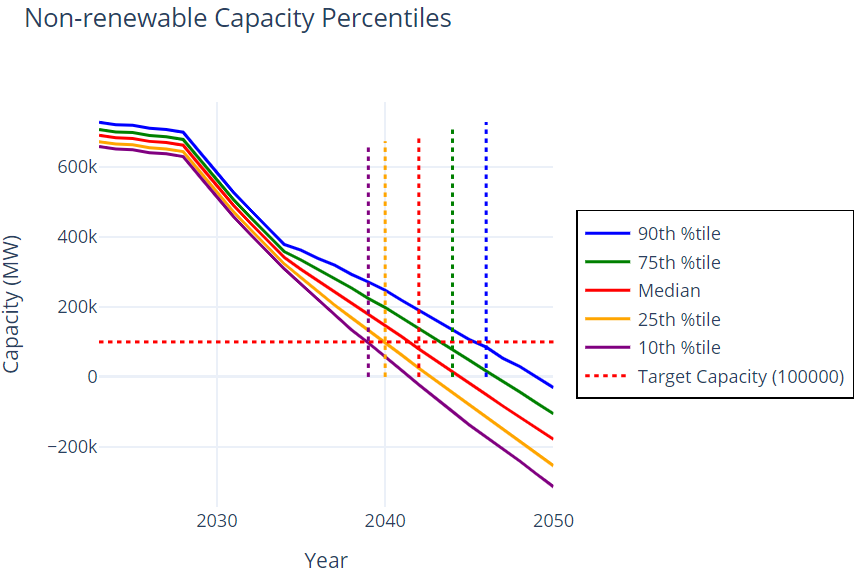 Non-renewable Capacity Percentiles
Capacity (MW)
600k
400k
200k
0
−200k
2030
2040
2050
Year
90th %tile
75th %tile
Median
25th %tile
10th %tile
Target Capacity (100000)